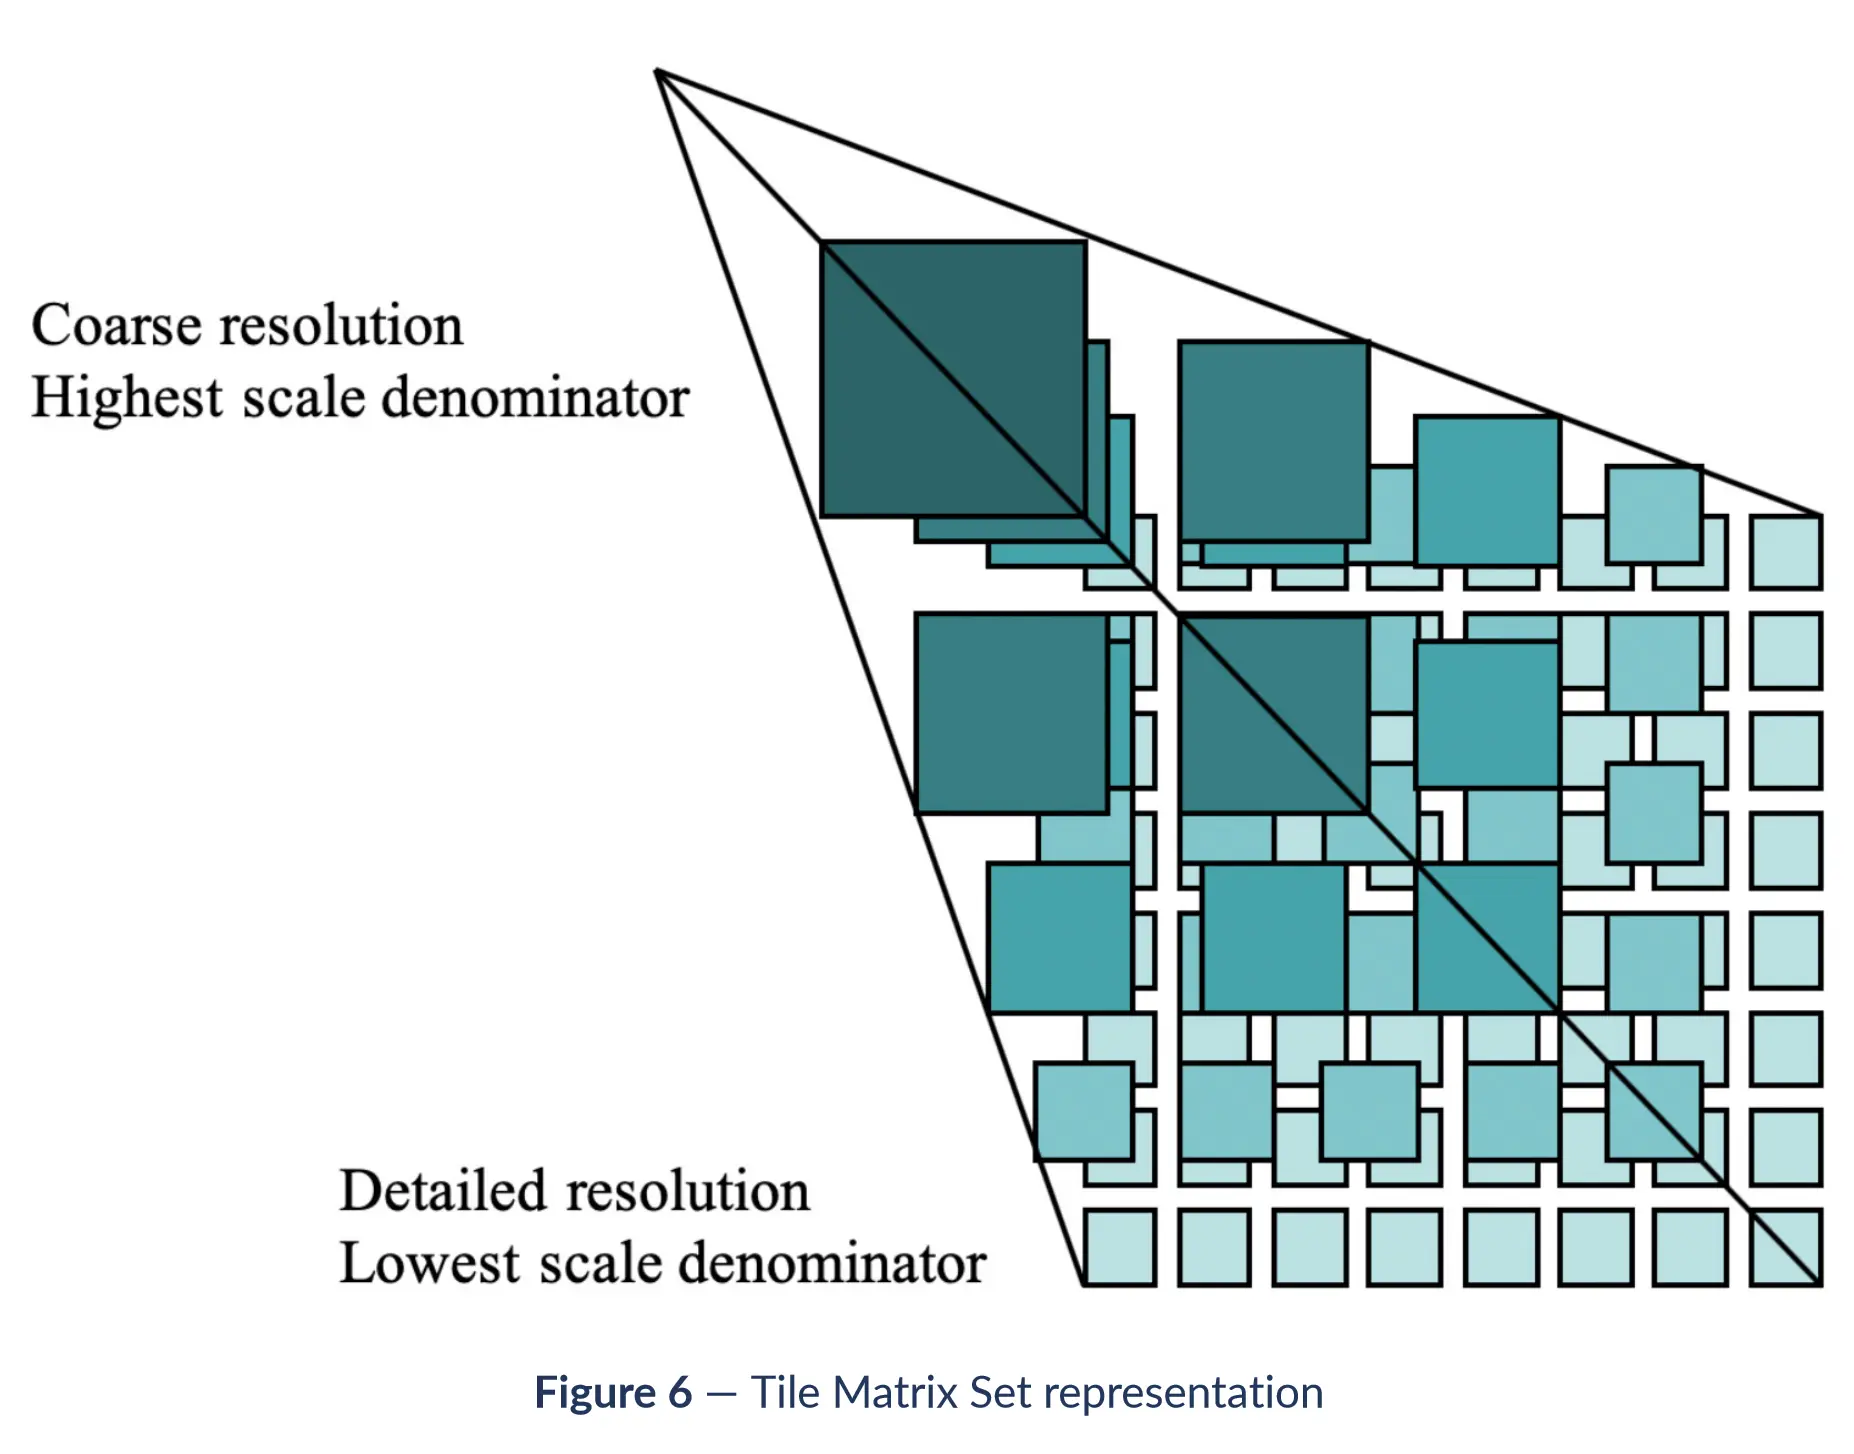 Coarse resolution
Highest scale denominator
Detailed resolution
Lowest scale denominator
Figure 6 — Tile Matrix Set representation